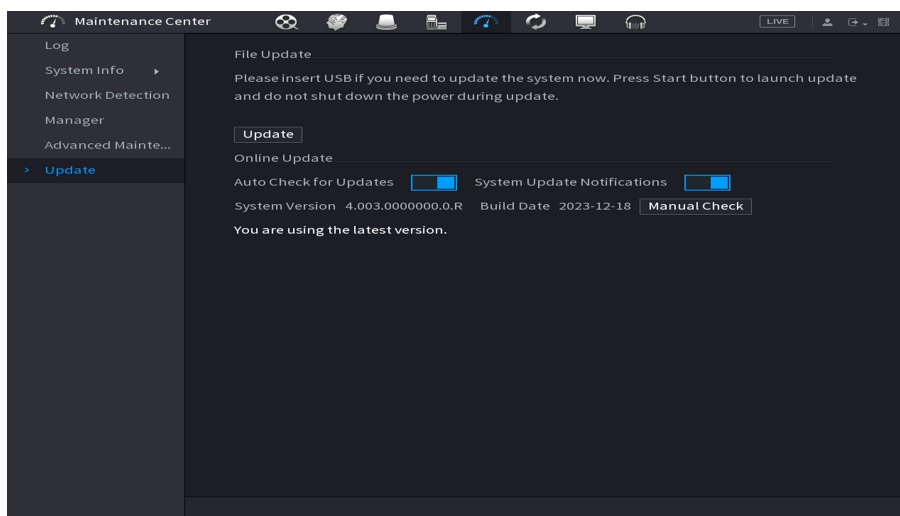 Maintenance Center
LIVE
Log
System Info
Network Detection
Manager
Advanced Mainte...
Update
File Update
Please insert USB if you need to update the system now. Press Start button to launch update
and do not shut down the power during update.
Update
Online Update
Auto Check for Updates System Update Notifications
System Version 4.003.0000000.0.R Build Date 2023-12-18 Manual Check
You are using the latest version.